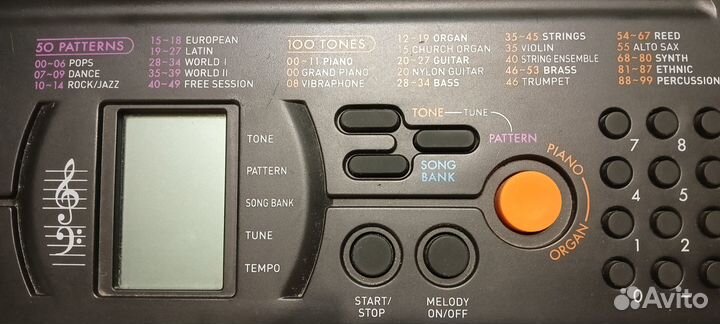 50 PATTERNS
00~06 POPS
07~09 DANCE
10~14 ROCK/JAZZ
15~18 EUROPEAN
19~27 LATIN
28~34 WORLD I
35~39 WORLD II
40~49 FREE SESSION
100 TONES
00~11 PIANO
00 GRAND PIANO
08 VIBRAPHONE
12~19 ORGAN
15 CHURCH ORGAN
20~27 GUITAR
20 NYLON GUITAR
28~34 BASS
35~45 STRINGS
35 VIOLIN
40 STRING ENSEMBLE
46~53 BRASS
46 TRUMPET
54~67 REED
55 ALTO SAX
68~80 SYNTH
81~87 ETHNIC
88~99 PERCUSSION
TONE
PATTERN
SONG BANK
TUNE
TEMPO
TONE TUNE
PATTERN
SONG
BANK
PIANO
ORGAN
START/
STOP
MELODY
ON/OFF
7 8
4 5
1 2
0
Avito